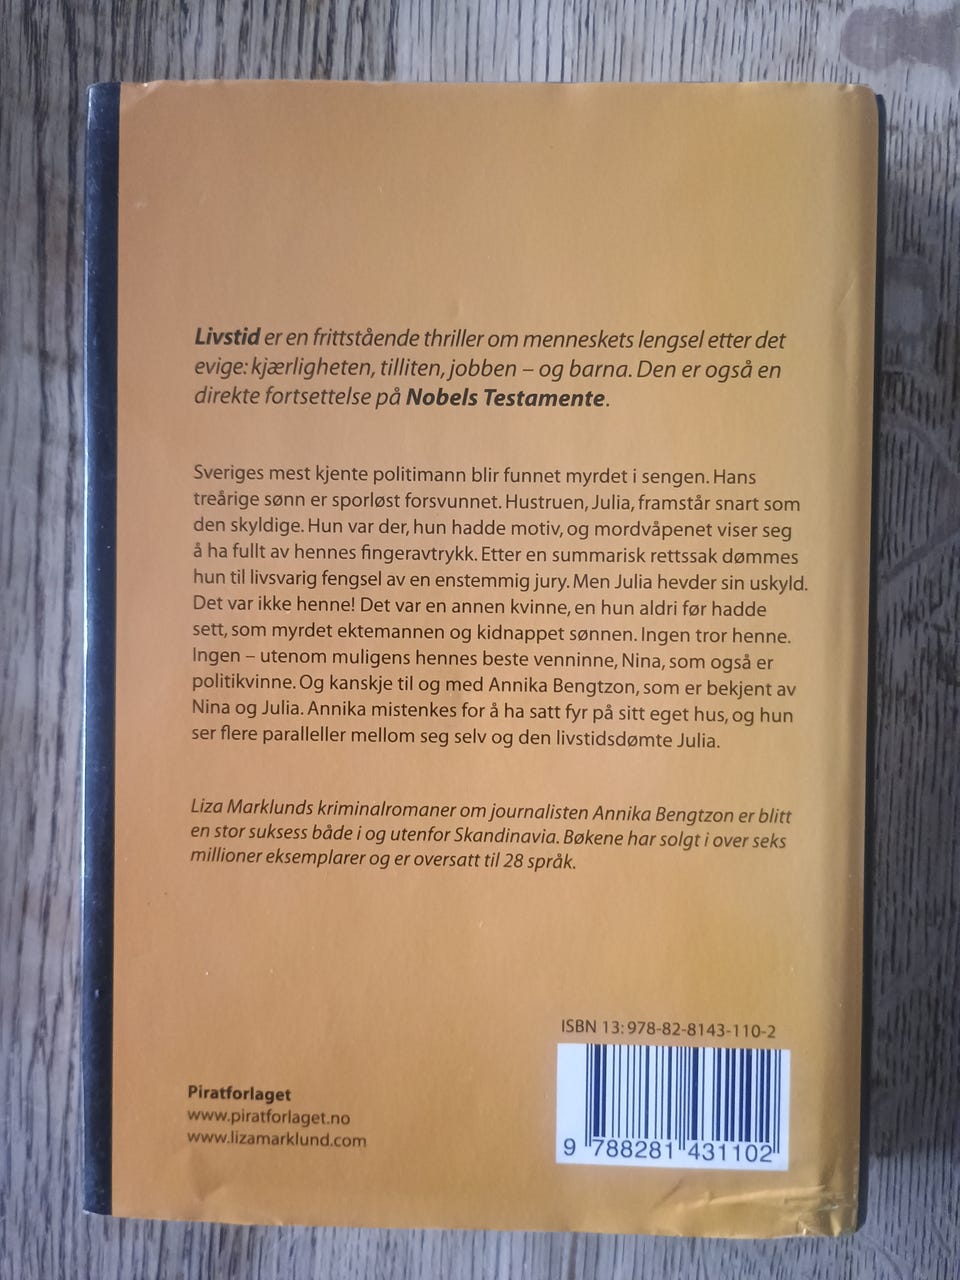 Livstid er en frittstående thriller om menneskets lengsel etter det
evige: kjærligheten, tilliten, jobben – og barna. Den er også en
direkte fortsettelse på Nobels Testamente.
Sveriges mest kjente politimann blir funnet myrdet i sengen. Hans
treårige sønn er sporløst forsvunnet. Hustruen, Julia, framstår snart som
den skyldige. Hun var der, hun hadde motiv, og mordvåpenet viser seg
å ha fullt av hennes fingeravtrykk. Etter en summarisk rettssak dømmes
hun til livsvarig fengsel av en enstemmig jury. Men Julia hevder sin uskyld.
Det var ikke henne! Det var en annen kvinne, en hun aldri før hadde
sett, som myrdet ektemannen og kidnappet sønnen. Ingen tror henne.
Ingen – utenom muligens hennes beste venninne, Nina, som også er
politikvinne. Og kanskje til og med Annika Bengtzon, som er bekjent av
Nina og Julia. Annika mistenkes for å ha satt fyr på sitt eget hus, og hun
ser flere paralleller mellom seg selv og den livstidsdømte Julia.
Liza Marklunds kriminalromaner om journalisten Annika Bengtzon er blitt
en stor suksess både i og utenfor Skandinavia. Bøkene har solgt i over seks
millioner eksemplarer og er oversatt til 28 språk.
ISBN 13: 978-82-8143-110-2
9 788281 431102
Piratforlaget
www.piratforlaget.no
www.lizamarklund.com